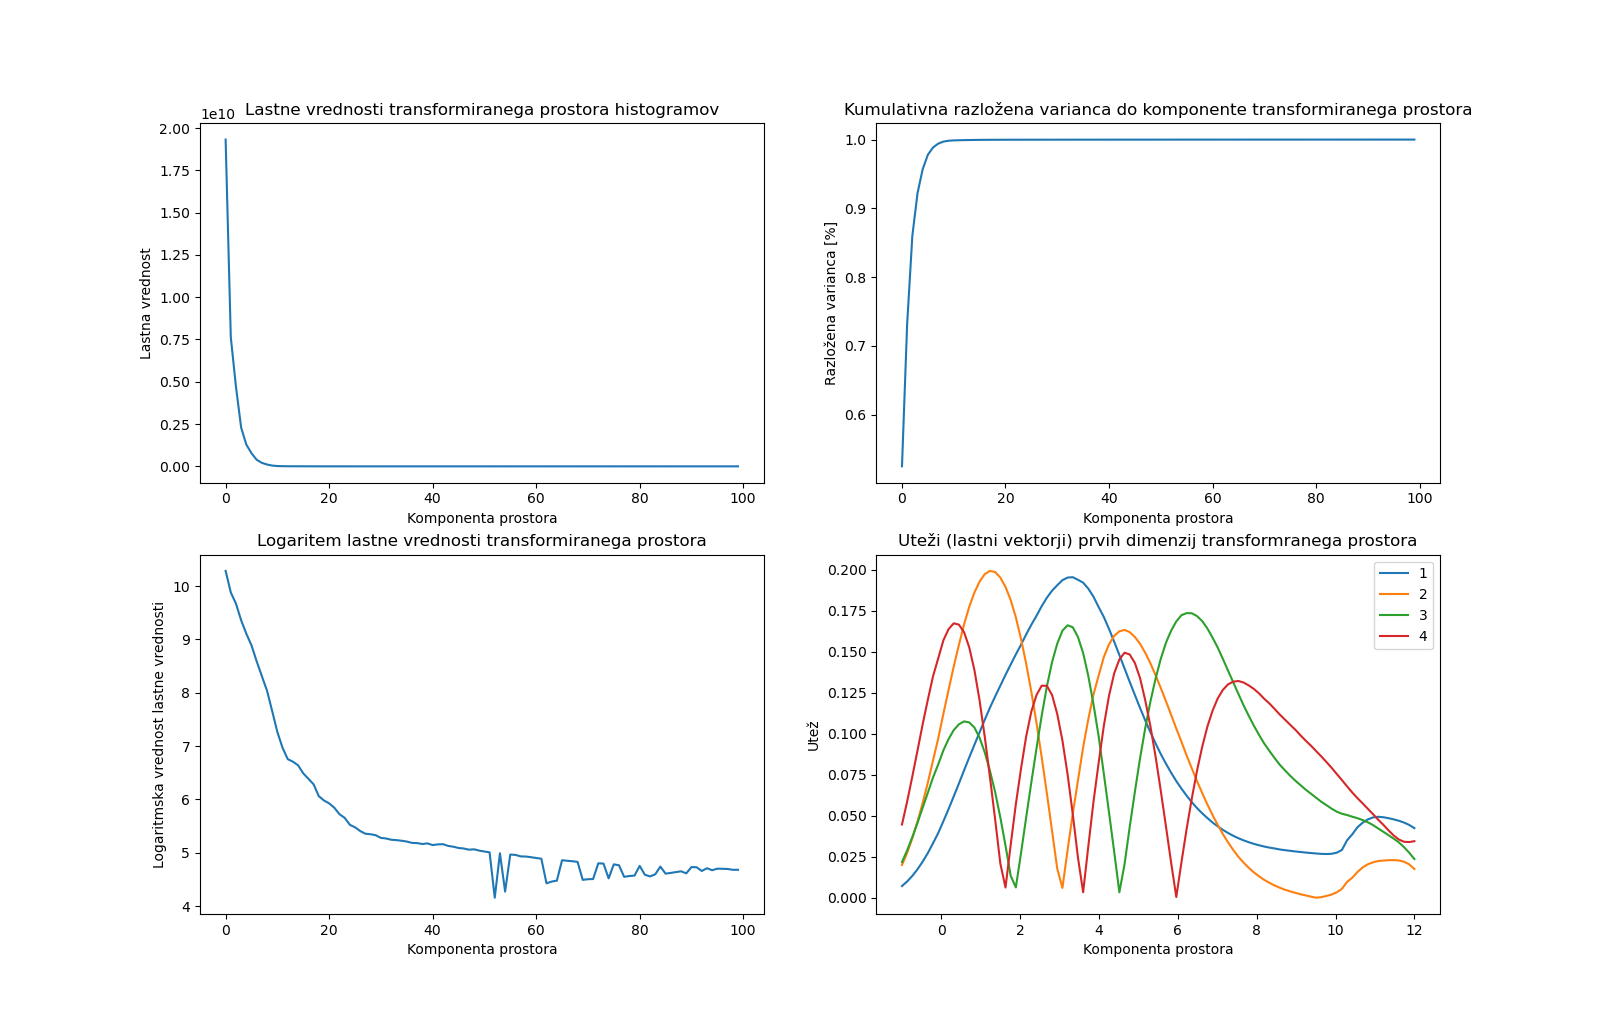 Lastne vrednosti transformiranega prostora histogramov
1e10
2.00
1.75
1.50
1.25
1.00
0.75
0.50
0.25
0.00
Lastna vrednost
0 20 40 60 80 100
Komponenta prostora
Kumulativna razložena varianca do komponente transformiranega prostora
1.0
0.9
0.8
0.7
0.6
Razložena varianca [%]
0 20 40 60 80 100
Komponenta prostora
Logaritem lastne vrednosti transformiranega prostora
10
9
8
7
6
5
4
Logaritmska vrednost lastne vrednosti
0 20 40 60 80 100
Komponenta prostora
Uteži (lastni vektorji) prvih dimenzij transformranega prostora
0.200
0.175
0.150
0.125
0.100
0.075
0.050
0.025
0.000
Utež
1
2
3
4
0 2 4 6 8 10 12
Komponenta prostora